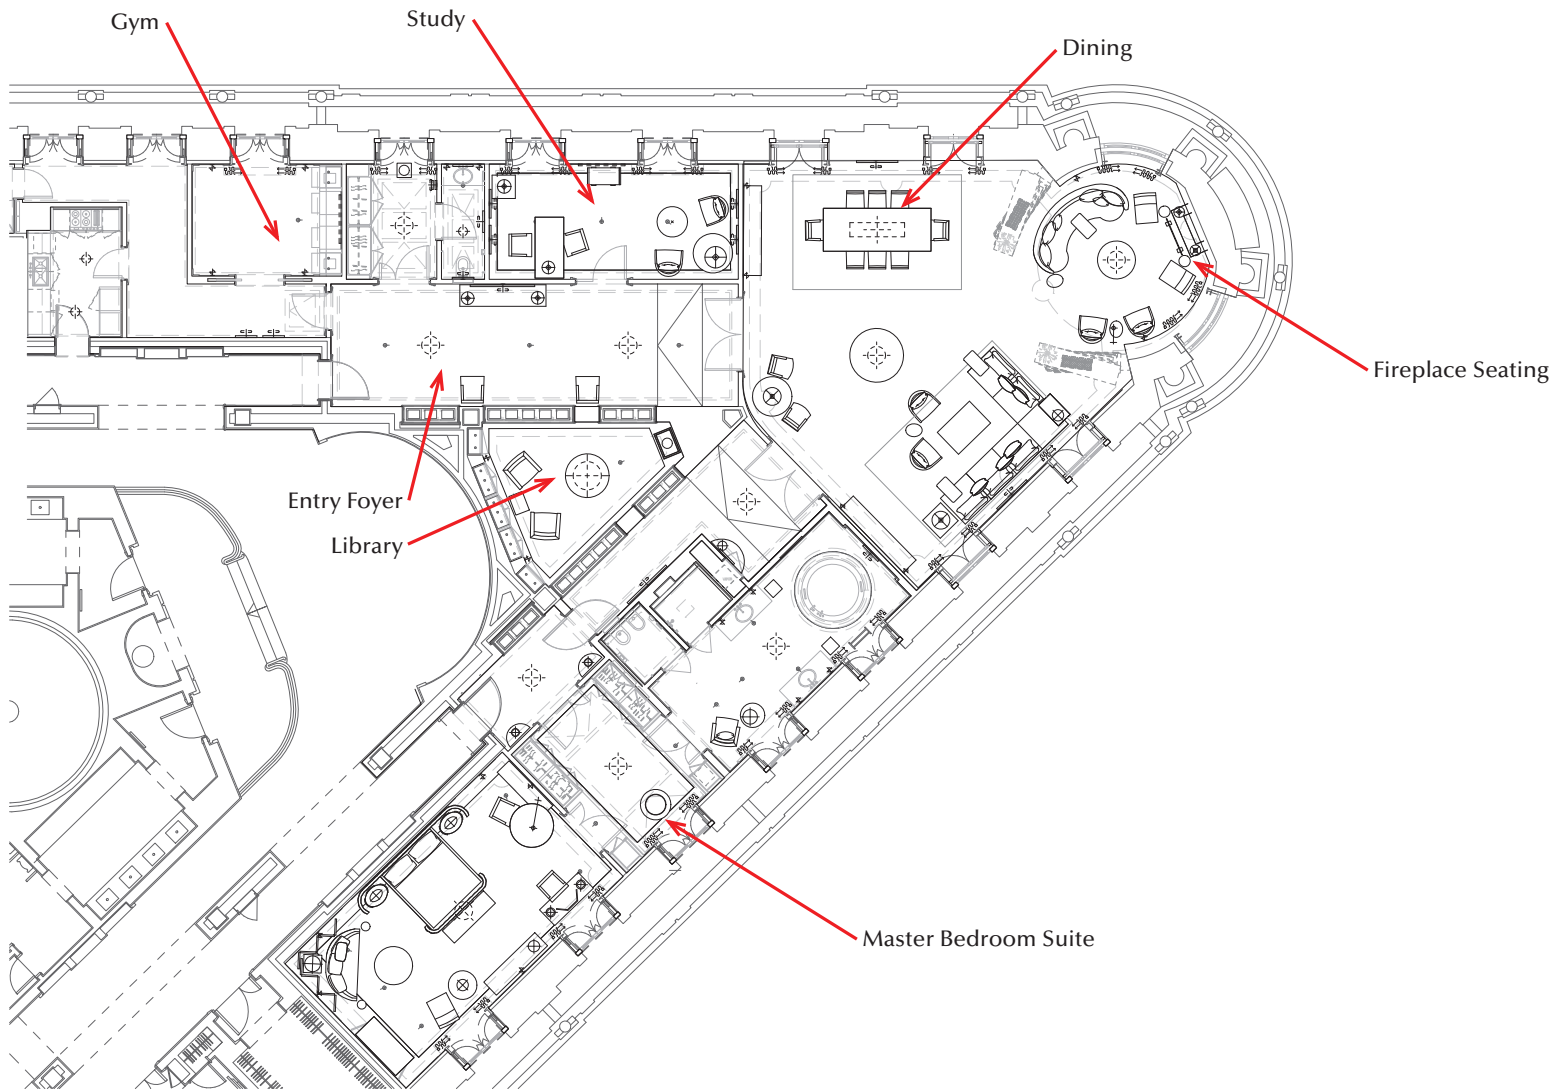 Gym
Study
Dining
Fireplace Seating
Entry Foyer
Library
Master Bedroom Suite